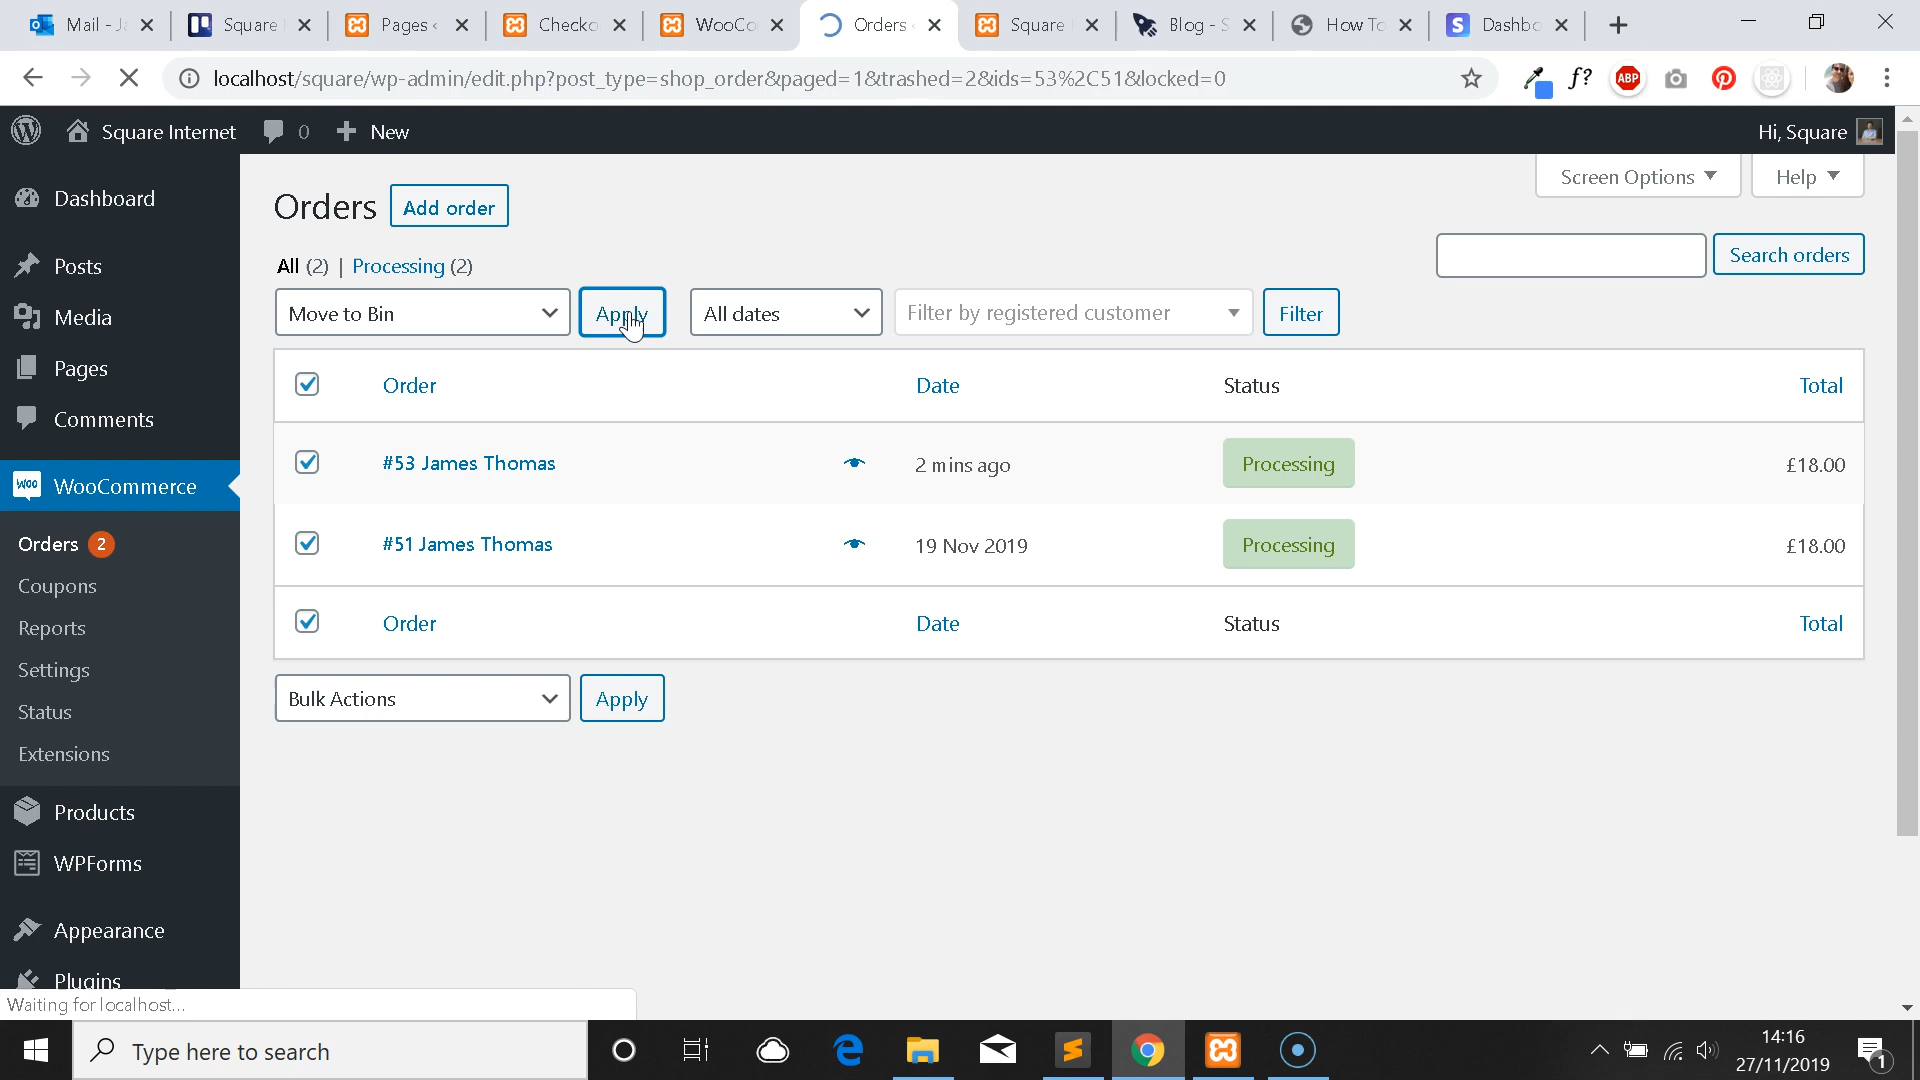 Mail - Ja
Square
Pages ‹
Checko
WooCo
Orders ‹
Square
Blog - S
How To
Dashbo
localhost/square/wp-admin/edit.php?post_type=shop_order&paged=1&trashed=2&ids=53%2C51&locked=0
f?
ABP
Square Internet
0
New
Hi, Square
Screen Options
Help
Dashboard
Posts
Media
Pages
Comments
WooCommerce
Orders 2
Coupons
Reports
Settings
Status
Extensions
Products
WPForms
Appearance
Plugins
Orders
Add order
All (2) | Processing (2)
Search orders
Move to Bin
Apply
All dates
Filter by registered customer
Filter
Order Date Status Total
#53 James Thomas 2 mins ago Processing £18.00
#51 James Thomas 19 Nov 2019 Processing £18.00
Order Date Status Total
Bulk Actions
Apply
Waiting for localhost...
Type here to search
14:16
27/11/2019
1